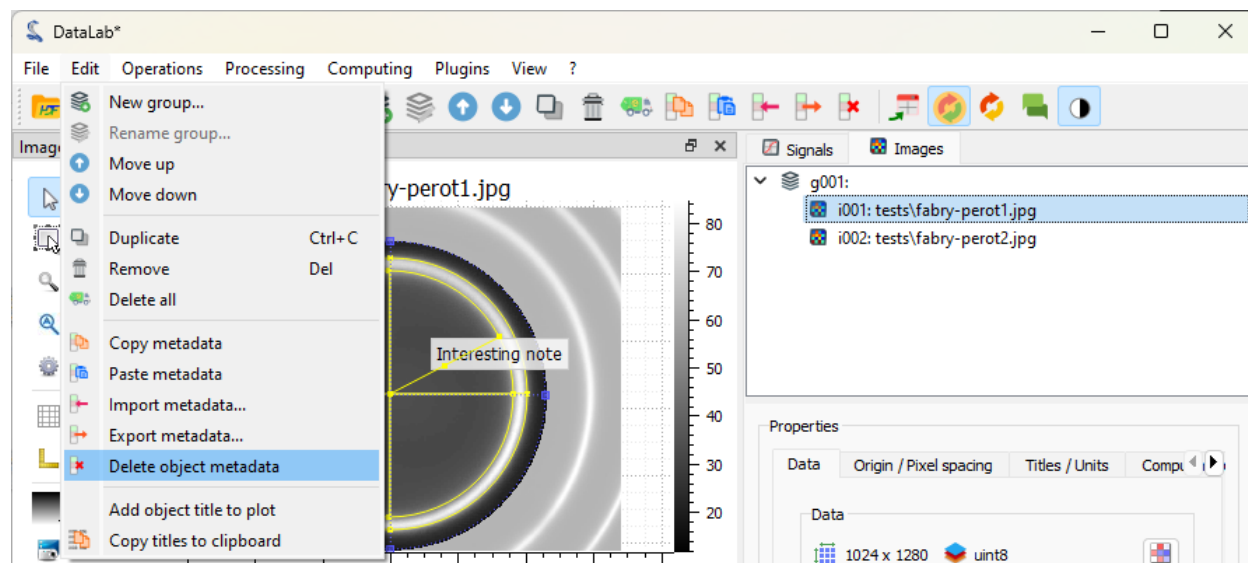 DataLab*
File Edit Operations Processing Computing Plugins View ?
New group...
Rename group...
Move up
Move down
Duplicate Ctrl+C
Remove Del
Delete all
Copy metadata
Paste metadata
Import metadata...
Export metadata...
Delete object metadata
Add object title to plot
Copy titles to clipboard
HDF
Imag
y-perot1.jpg
Interesting note
80
70
60
50
40
30
20
Signals Images
g001:
i001: tests\fabry-perot1.jpg
i002: tests\fabry-perot2.jpg
Properties
Data Origin / Pixel spacing Titles / Units Compu
Data
1024 x 1280 uint8